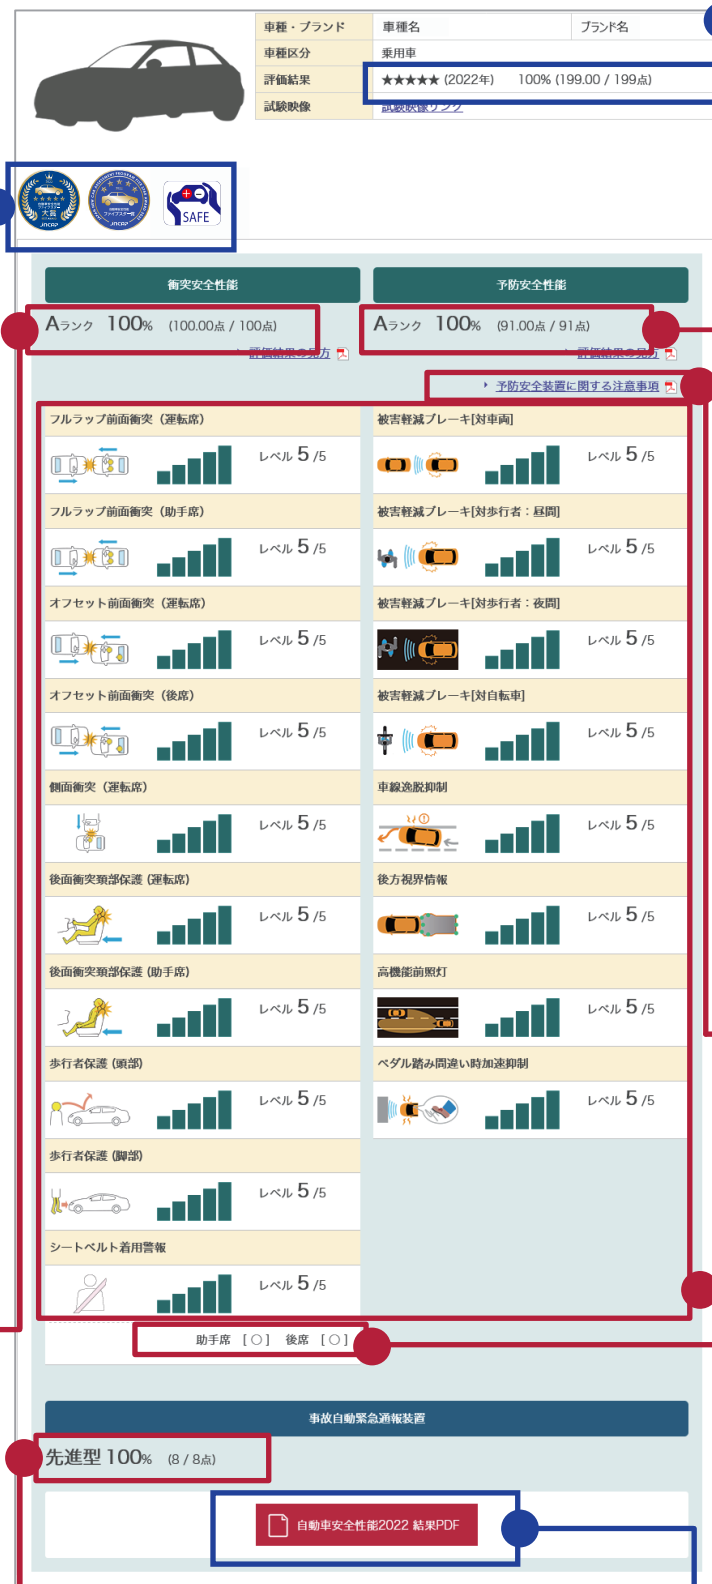 車種・ブランド 車種名 ブランド名
車種区分 乗用車
評価結果 ★★★★★ (2022年) 100% (199.00 / 199点)
試験映像 試験映像リンク
大賞
JNCAP
ファイブスター賞
JNCAP
SAFE
衝突安全性能
Aランク 100% (100.00点 / 100点)
評価結果の見方
予防安全性能
Aランク 100% (91.00点 / 91点)
評価結果の見方
予防安全装置に関する注意事項
フルラップ前面衝突（運転席）
レベル 5 /5
フルラップ前面衝突（助手席）
レベル 5 /5
オフセット前面衝突（運転席）
レベル 5 /5
オフセット前面衝突（後席）
レベル 5 /5
側面衝突（運転席）
レベル 5 /5
後面衝突頚部保護 (運転席)
レベル 5 /5
後面衝突頚部保護 (助手席)
レベル 5 /5
歩行者保護 (頭部)
レベル 5 /5
歩行者保護 (脚部)
レベル 5 /5
シートベルト着用警報
レベル 5 /5
助手席 [○] 後席 [○]
被害軽減ブレーキ[対車両]
レベル 5 /5
被害軽減ブレーキ[対歩行者：昼間]
レベル 5 /5
被害軽減ブレーキ[対歩行者：夜間]
レベル 5 /5
被害軽減ブレーキ[対自転車]
レベル 5 /5
車線逸脱抑制
レベル 5 /5
後方視界情報
レベル 5 /5
高機能前照灯
レベル 5 /5
ペダル踏み間違い時加速抑制
レベル 5 /5
事故自動緊急通報装置
先進型 100% (8 / 8点)
自動車安全性能2022 結果PDF